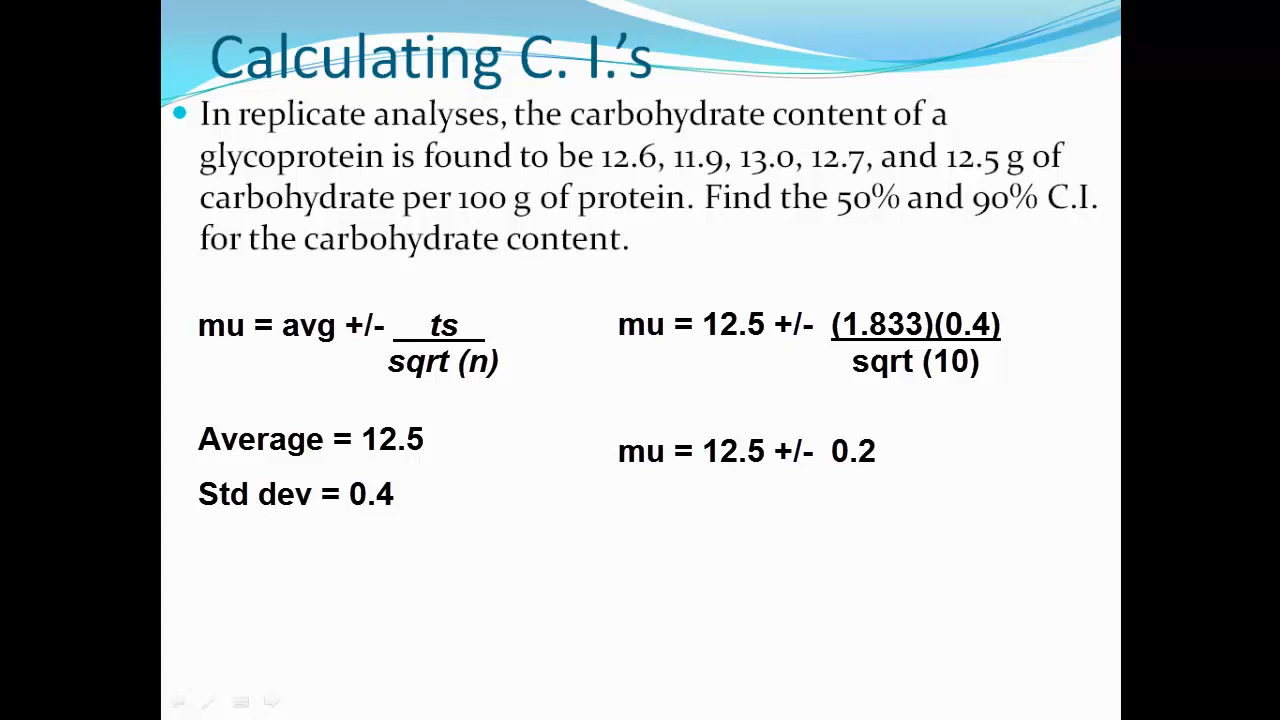 Calculating C. I.'s
• In replicate analyses, the carbohydrate content of a
glycoprotein is found to be 12.6, 11.9, 13.0, 12.7, and 12.5 g of
carbohydrate per 100 g of protein. Find the 50% and 90% C.I.
for the carbohydrate content.
mu = avg +/- ts
sqrt (n)
Average = 12.5
Std dev = 0.4
mu = 12.5 +/- (1.833)(0.4)
sqrt (10)
mu = 12.5 +/- 0.2